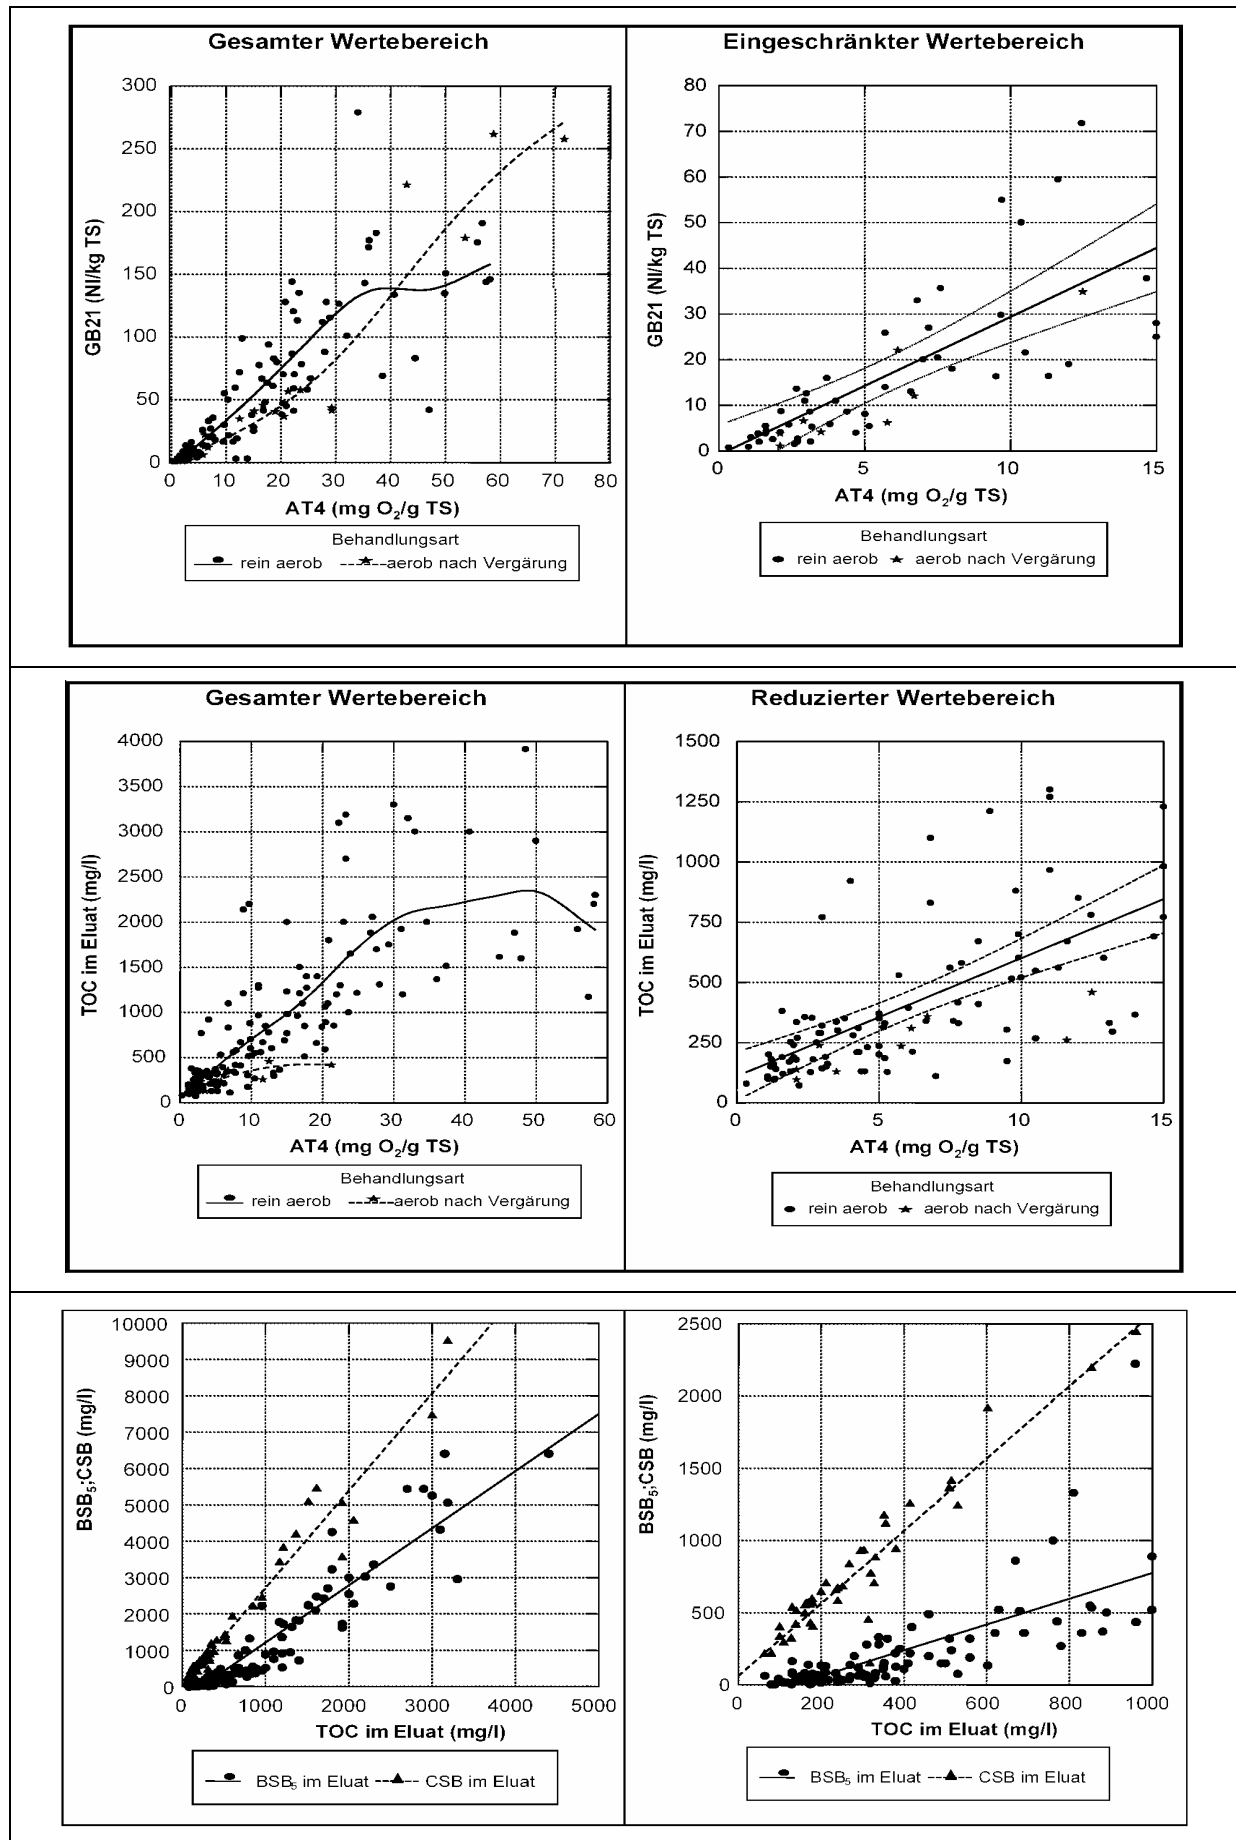 Gesamter Wertebereich
GB21 (Nl/kg TS)
300
250
200
150
100
50
0
0 10 20 30 40 50 60 70 80
AT4 (mg O₂/g TS)
Behandlungsart
rein aerob aerob nach Vergärung
Eingeschränkter Wertebereich
GB21 (Nl/kg TS)
80
70
60
50
40
30
20
10
0
0 5 10 15
AT4 (mg O₂/g TS)
Behandlungsart
rein aerob aerob nach Vergärung
Gesamter Wertebereich
TOC im Eluat (mg/l)
4000
3500
3000
2500
2000
1500
1000
500
0
0 10 20 30 40 50 60
AT4 (mg O₂/g TS)
Behandlungsart
rein aerob aerob nach Vergärung
Reduzierter Wertebereich
TOC im Eluat (mg/l)
1500
1250
1000
750
500
250
0
0 5 10 15
AT4 (mg O₂/g TS)
Behandlungsart
rein aerob aerob nach Vergärung
BSB₅;CSB (mg/l)
10000
9000
8000
7000
6000
5000
4000
3000
2000
1000
0
0 1000 2000 3000 4000 5000
TOC im Eluat (mg/l)
BSB₅ im Eluat CSB im Eluat
BSB₅;CSB (mg/l)
2500
2000
1500
1000
500
0
0 200 400 600 800 1000
TOC im Eluat (mg/l)
BSB₅ im Eluat CSB im Eluat